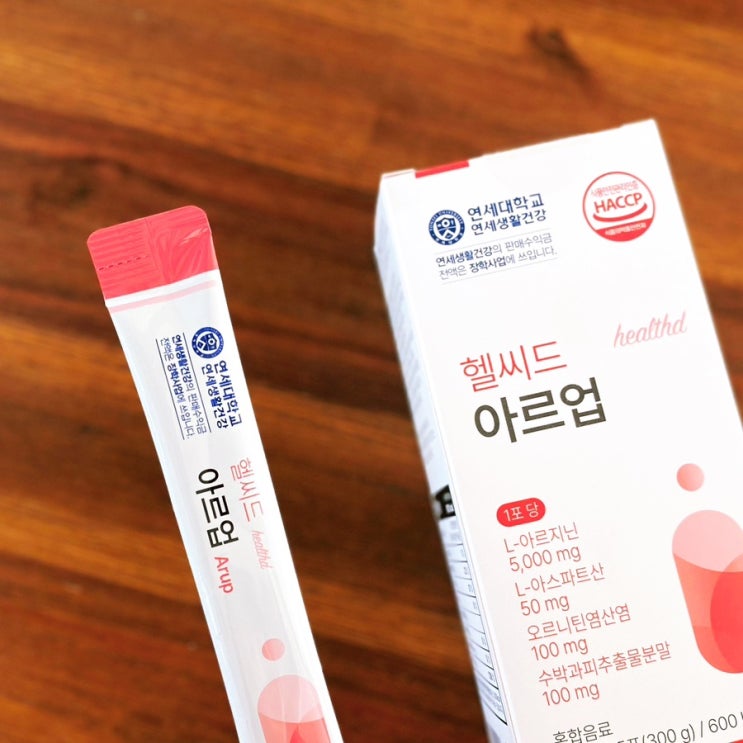 연세대학교
연세생활건강
연세생활건강의 판매수익금
전액은 장학사업에 쓰입니다.
헬씨드 healthd
아르업 Arup
연세대학교
연세생활건강
연세생활건강의 판매수익금
전액은 장학사업에 쓰입니다.
HACCP
healthd
헬씨드
아르업
1포 당
L-아르지닌
5,000 mg
L-아스파트산
50 mg
오르니틴염산염
100 mg
수박과피추출물분말
100 mg
혼합음료
(300 g) / 600